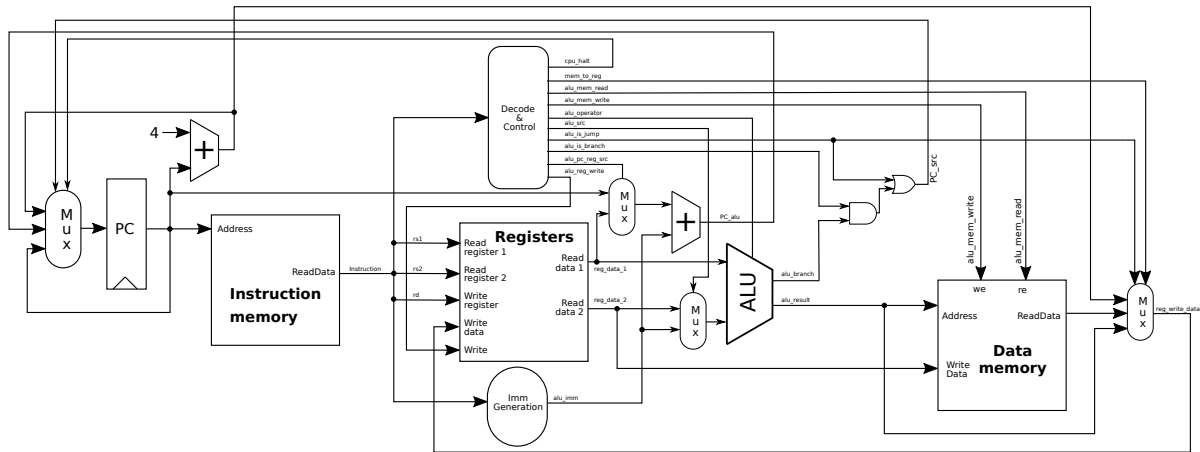 cpu_halt
mem_to_reg
alu_mem_read
alu_mem_write
alu_operator
alu_src
alu_is_jump
alu_is_branch
alu_pc_reg_src
alu_reg_write
Decode
&
Control
4
+
M
u
x
PC
Address
ReadData
Instruction
memory
Instruction
rs1
rs2
rd
Registers
Read
register 1
Read
register 2
Write
register
Write
data
Write
Read
data 1
Read
data 2
reg_data_1
reg_data_2
Imm
Generation
alu_imm
M
u
x
+
PC_alu
M
u
x
ALU
alu_branch
alu_result
PC_src
alu_mem_write
alu_mem_read
we
re
Address
ReadData
Write
Data
Data
memory
M
u
x
reg_write_data